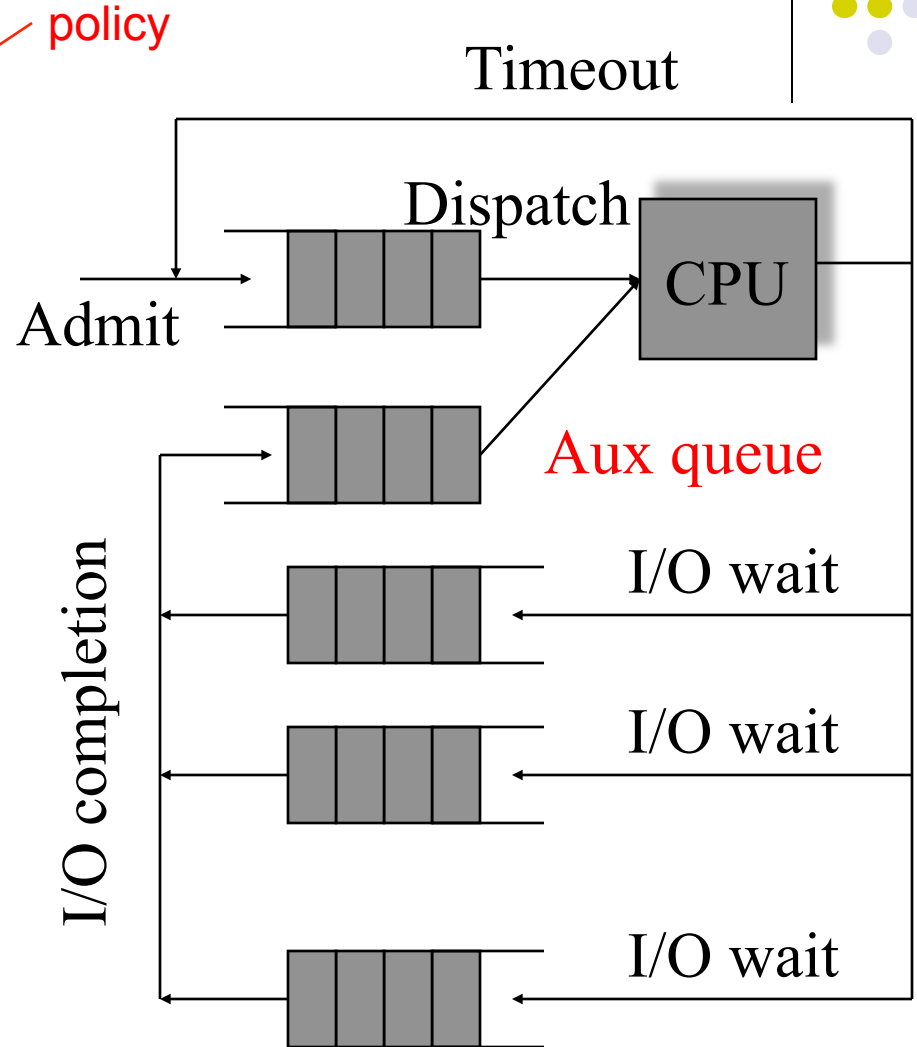 policy
Timeout
Dispatch
CPU
Admit
Aux queue
I/O wait
I/O completion
I/O wait
I/O wait